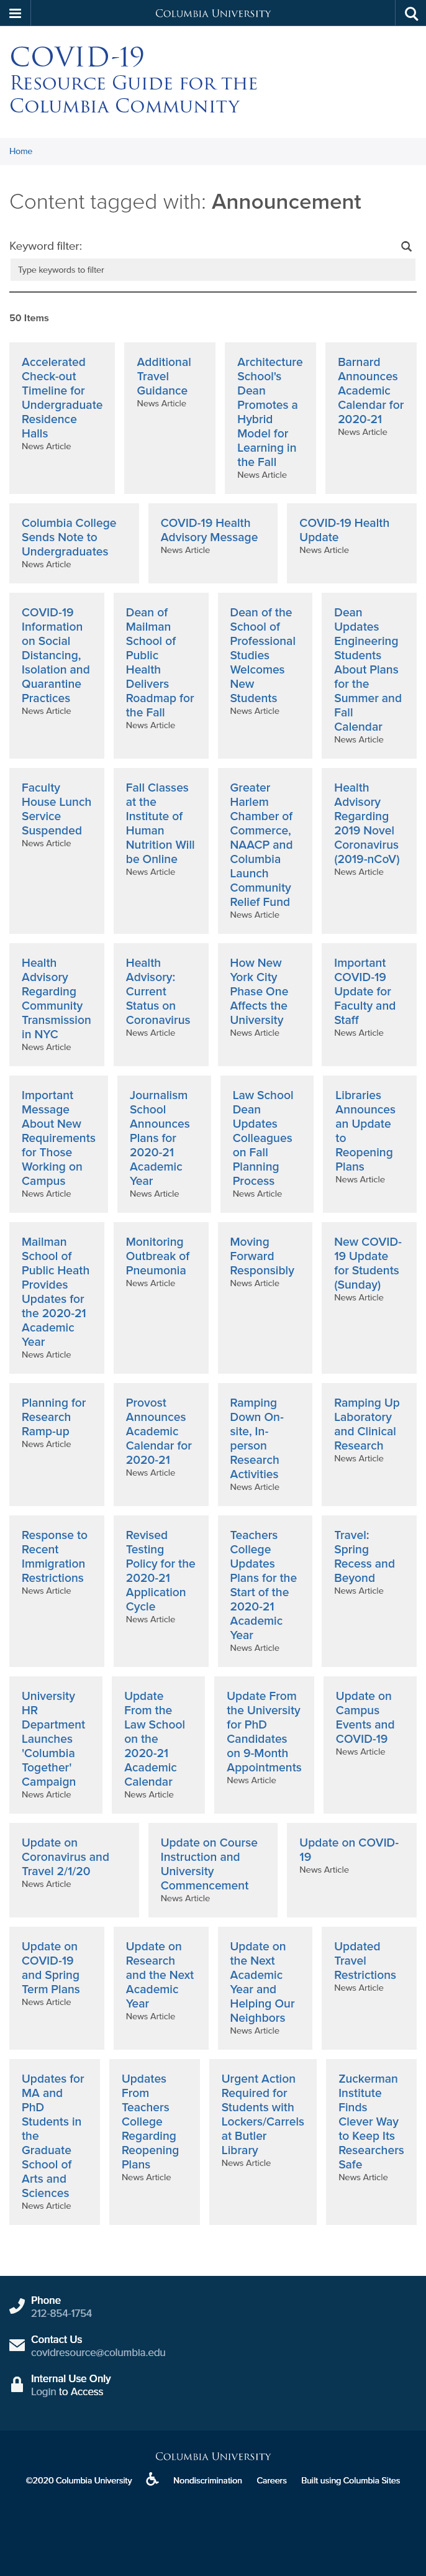 Columbia University
COVID-19
Resource Guide for the
Columbia Community
Home
Content tagged with: Announcement
Keyword filter:
Type keywords to filter
50 Items
Accelerated
Check-out
Timeline for
Undergraduate
Residence
Halls
News Article
Additional
Travel
Guidance
News Article
Architecture
School's
Dean
Promotes a
Hybrid
Model for
Learning in
the Fall
News Article
Barnard
Announces
Academic
Calendar for
2020-21
News Article
Columbia College
Sends Note to
Undergraduates
News Article
COVID-19 Health
Advisory Message
News Article
COVID-19 Health
Update
News Article
COVID-19
Information
on Social
Distancing,
Isolation and
Quarantine
Practices
News Article
Dean of
Mailman
School of
Public
Health
Delivers
Roadmap for
the Fall
News Article
Dean of the
School of
Professional
Studies
Welcomes
New
Students
News Article
Dean
Updates
Engineering
Students
About Plans
for the
Summer and
Fall
Calendar
News Article
Faculty
House Lunch
Service
Suspended
News Article
Fall Classes
at the
Institute of
Human
Nutrition Will
be Online
News Article
Greater
Harlem
Chamber of
Commerce,
NAACP and
Columbia
Launch
Community
Relief Fund
News Article
Health
Advisory
Regarding
2019 Novel
Coronavirus
(2019-nCoV)
News Article
Health
Advisory
Regarding
Community
Transmission
in NYC
News Article
Health
Advisory:
Current
Status on
Coronavirus
News Article
How New
York City
Phase One
Affects the
University
News Article
Important
COVID-19
Update for
Faculty and
Staff
News Article
Important
Message
About New
Requirements
for Those
Working on
Campus
News Article
Journalism
School
Announces
Plans for
2020-21
Academic
Year
News Article
Law School
Dean
Updates
Colleagues
on Fall
Planning
Process
News Article
Libraries
Announces
an Update
to
Reopening
Plans
News Article
Mailman
School of
Public Heath
Provides
Updates for
the 2020-21
Academic
Year
News Article
Monitoring
Outbreak of
Pneumonia
News Article
Moving
Forward
Responsibly
News Article
New COVID-
19 Update
for Students
(Sunday)
News Article
Planning for
Research
Ramp-up
News Article
Provost
Announces
Academic
Calendar for
2020-21
News Article
Ramping
Down On-
site, In-
person
Research
Activities
News Article
Ramping Up
Laboratory
and Clinical
Research
News Article
Response to
Recent
Immigration
Restrictions
News Article
Revised
Testing
Policy for the
2020-21
Application
Cycle
News Article
Teachers
College
Updates
Plans for the
Start of the
2020-21
Academic
Year
News Article
Travel:
Spring
Recess and
Beyond
News Article
University
HR
Department
Launches
'Columbia
Together'
Campaign
News Article
Update
From the
Law School
on the
2020-21
Academic
Calendar
News Article
Update From
the University
for PhD
Candidates
on 9-Month
Appointments
News Article
Update on
Campus
Events and
COVID-19
News Article
Update on
Coronavirus and
Travel 2/1/20
News Article
Update on Course
Instruction and
University
Commencement
News Article
Update on COVID-
19
News Article
Update on
COVID-19
and Spring
Term Plans
News Article
Update on
Research
and the Next
Academic
Year
News Article
Update on
the Next
Academic
Year and
Helping Our
Neighbors
News Article
Updated
Travel
Restrictions
News Article
Updates for
MA and
PhD
Students in
the
Graduate
School of
Arts and
Sciences
News Article
Updates
From
Teachers
College
Regarding
Reopening
Plans
News Article
Urgent Action
Required for
Students with
Lockers/Carrels
at Butler
Library
News Article
Zuckerman
Institute
Finds
Clever Way
to Keep Its
Researchers
Safe
News Article
Phone
212-854-1754
Contact Us
covidresource@columbia.edu
Internal Use Only
Login to Access
Columbia University
©2020 Columbia University Nondiscrimination Careers Built using Columbia Sites